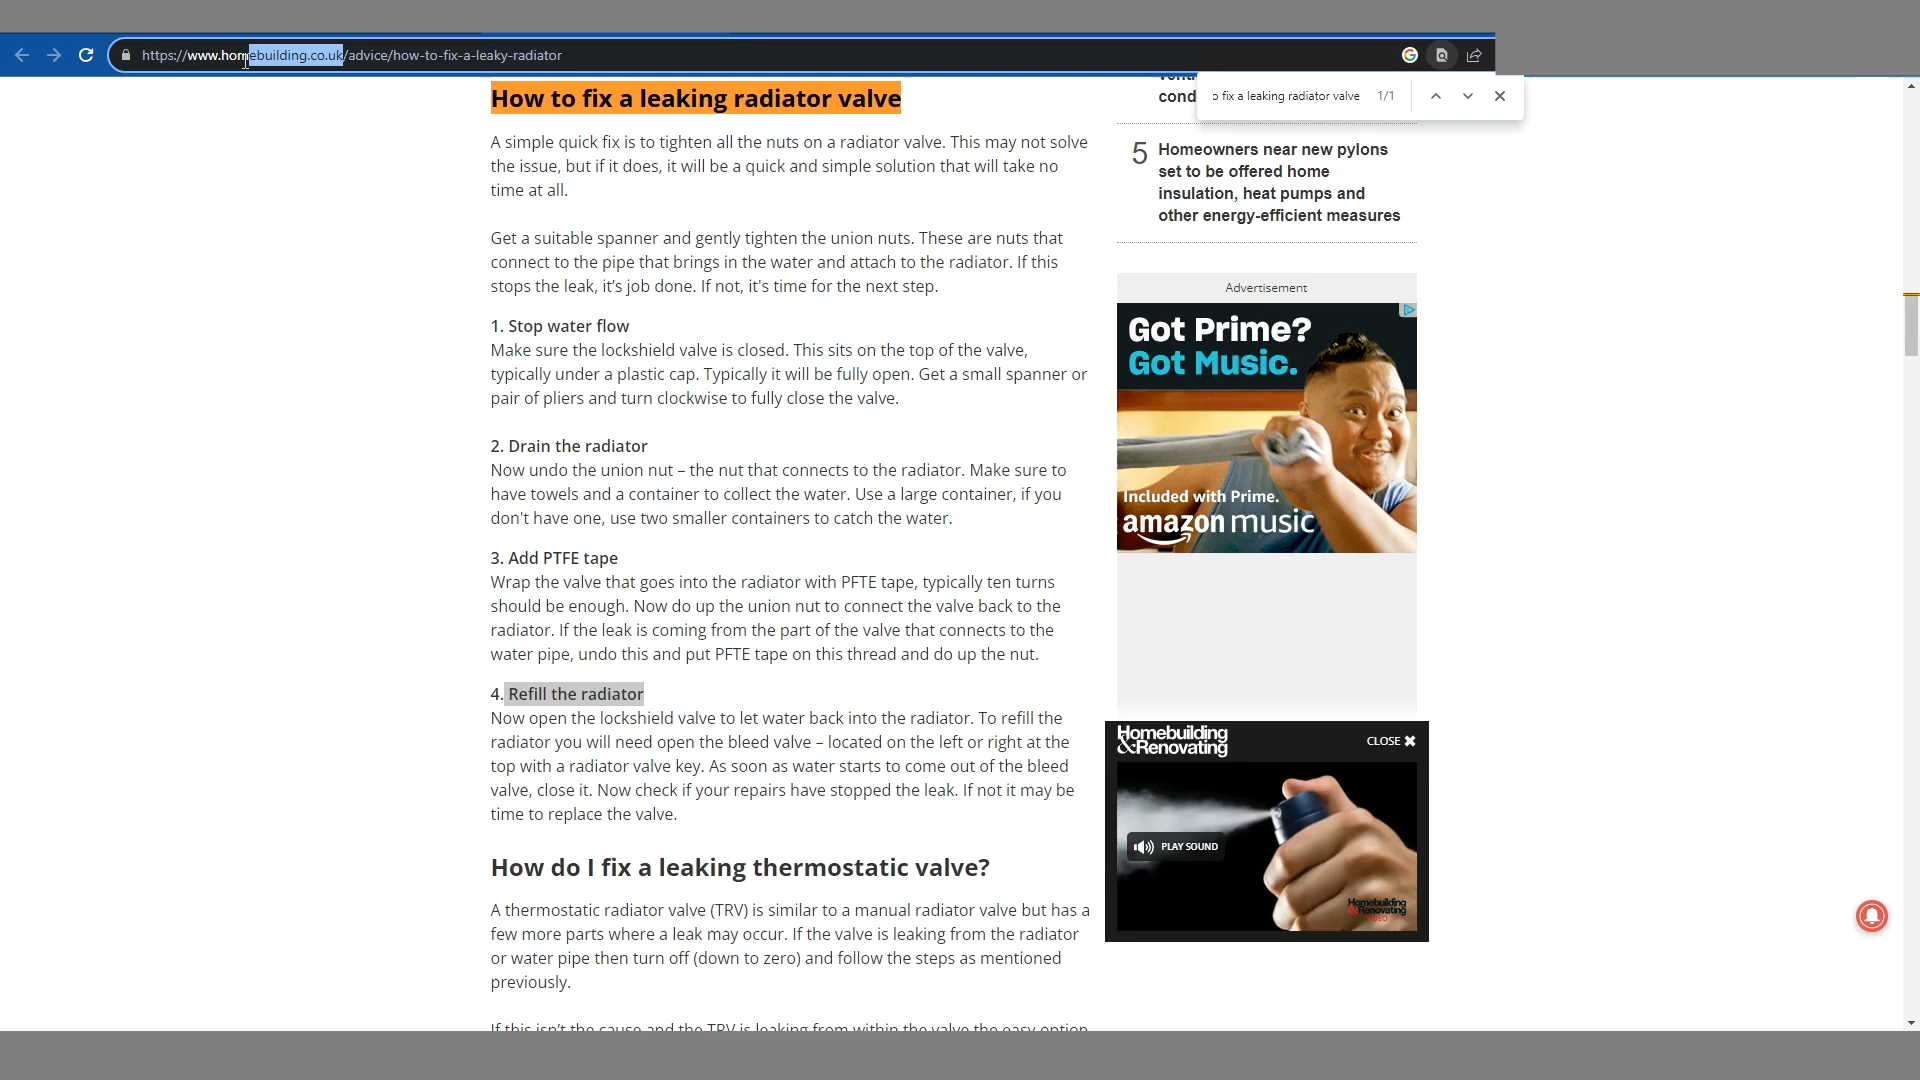 https://www.homebuilding.co.uk/advice/how-to-fix-a-leaky-radiator
o fix a leaking radiator valve 1/1
How to fix a leaking radiator valve
A simple quick fix is to tighten all the nuts on a radiator valve. This may not solve
the issue, but if it does, it will be a quick and simple solution that will take no
time at all.
Get a suitable spanner and gently tighten the union nuts. These are nuts that
connect to the pipe that brings in the water and attach to the radiator. If this
stops the leak, it’s job done. If not, it's time for the next step.
1. Stop water flow
Make sure the lockshield valve is closed. This sits on the top of the valve,
typically under a plastic cap. Typically it will be fully open. Get a small spanner or
pair of pliers and turn clockwise to fully close the valve.
2. Drain the radiator
Now undo the union nut – the nut that connects to the radiator. Make sure to
have towels and a container to collect the water. Use a large container, if you
don't have one, use two smaller containers to catch the water.
3. Add PTFE tape
Wrap the valve that goes into the radiator with PFTE tape, typically ten turns
should be enough. Now do up the union nut to connect the valve back to the
radiator. If the leak is coming from the part of the valve that connects to the
water pipe, undo this and put PFTE tape on this thread and do up the nut.
4. Refill the radiator
Now open the lockshield valve to let water back into the radiator. To refill the
radiator you will need open the bleed valve – located on the left or right at the
top with a radiator valve key. As soon as water starts to come out of the bleed
valve, close it. Now check if your repairs have stopped the leak. If not it may be
time to replace the valve.
How do I fix a leaking thermostatic valve?
A thermostatic radiator valve (TRV) is similar to a manual radiator valve but has a
few more parts where a leak may occur. If the valve is leaking from the radiator
or water pipe then turn off (down to zero) and follow the steps as mentioned
previously.
If this isn’t the cause and the TRV is leaking from within the valve the easy option
cond
5 Homeowners near new pylons
set to be offered home
insulation, heat pumps and
other energy-efficient measures
Advertisement
Got Prime?
Got Music.
Included with Prime.
amazon music
Homebuilding
&Renovating
CLOSE
PLAY SOUND
Homebuilding
&Renovating